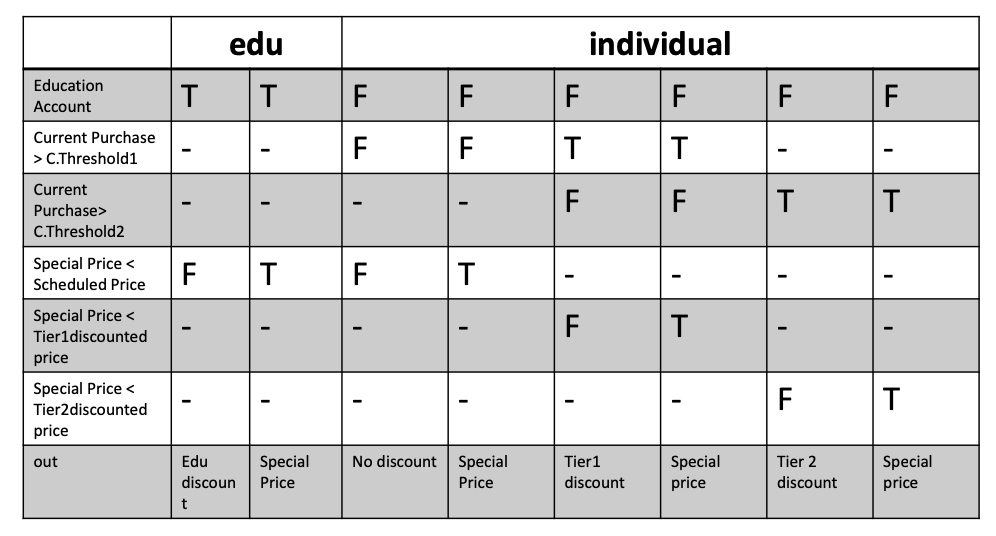 edu individual
Education
Account T T F F F F F F
Current Purchase
> C.Threshold1 - - F F T T - -
Current
Purchase>
C.Threshold2 - - - - F F T T
Special Price <
Scheduled Price F T F T - - - -
Special Price <
Tier1discounted
price - - - - F T - -
Special Price <
Tier2discounted
price - - - - - - F T
out
Edu
discoun
t
Special
Price
No discount
Special
Price
Tier1
discount
Special
price
Tier 2
discount
Special
price